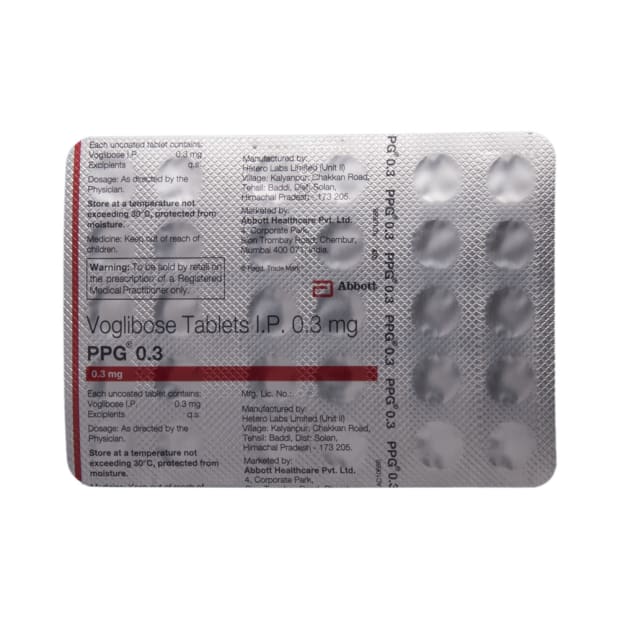 Each uncoated tablet contains:
Voglibose I.P. 0.3 mg
Excipients q.s.
Dosage: As directed by the
Physician.
Store at a temperature not
exceeding 30°C, protected from
moisture.
Medicine: Keep out of reach of
children.
Warning: To be sold by retail on
the prescription of a Registered
Medical Practitioner only.
Manufactured by:
Hetero Labs Limited (Unit II)
Village: Kalyanpur, Chakkan Road,
Tehsil: Baddi, Dist: Solan,
Himachal Pradesh - 173 205.
Marketed by:
Abbott Healthcare Pvt. Ltd.
4, Corporate Park,
Sion Trombay Road, Chembur,
Mumbai 400 071, India.
® Regd. Trade Mark
Abbott
Voglibose Tablets I.P. 0.3 mg
PPG® 0.3
0.3 mg
Each uncoated tablet contains:
Voglibose I.P. 0.3 mg
Excipients q.s.
Dosage: As directed by the
Physician.
Store at a temperature not
exceeding 30°C, protected from
moisture.
Medicine: Keep out of reach of
Mfg. Lic. No.:
Manufactured by:
Hetero Labs Limited (Unit II)
Village: Kalyanpur, Chakkan Road,
Tehsil: Baddi, Dist: Solan,
Himachal Pradesh - 173 205.
Marketed by:
Abbott Healthcare Pvt. Ltd.
4, Corporate Park,
PG® 0.3 PPG® 0.3 PPG® 0.3 PPG® 0.3 PPG® 0.3